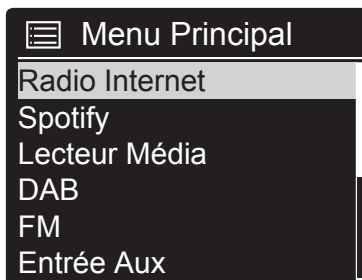 Menu Principal
Radio Internet
Spotify
Lecteur Média
DAB
FM
Entrée Aux